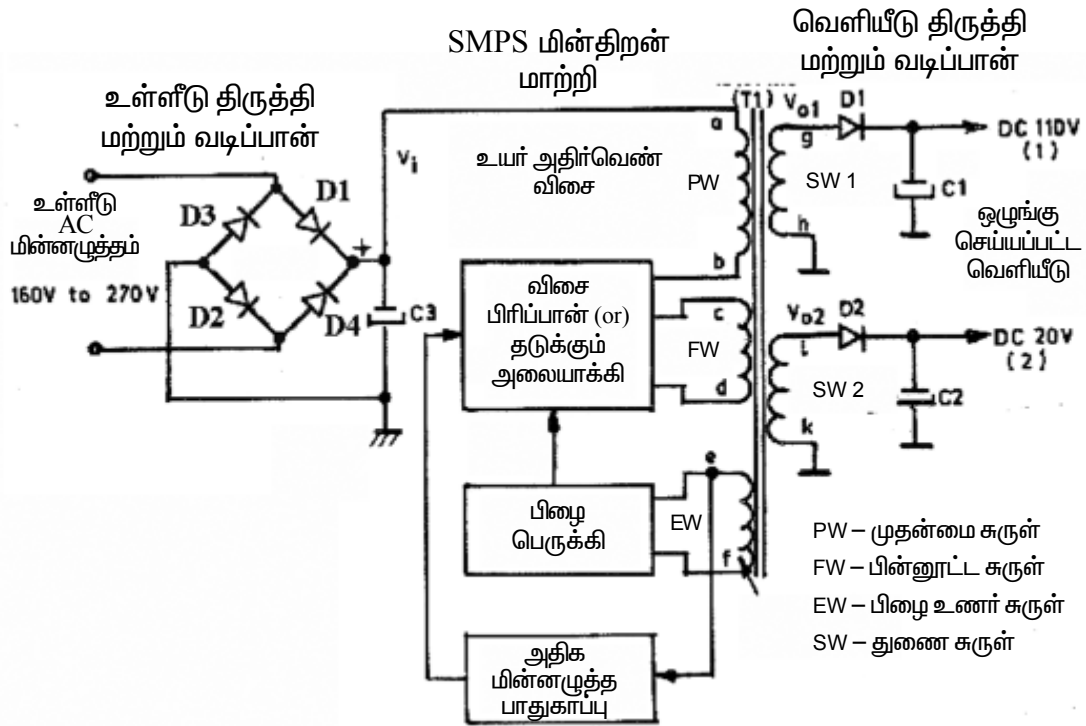 SMPS மின்திறன்
மாற்றி
வெளியீடு திருத்தி
மற்றும் வடிப்பான்
உள்ளீடு திருத்தி
மற்றும் வடிப்பான்
(T1)
Vo1
D1
DC 110V
(1)
a
g
Vi
உயர் அதிர்வெண்
விசை
PW
SW 1
C1
h
b
உள்ளீடு
AC
மின்னழுத்தம்
160V to 270V
D3
D1
D2
D4
+
C3
ஒழுங்கு
செய்யப்பட்ட
வெளியீடு
விசை
பிரிப்பான் (or)
தடுக்கும்
அலையாக்கி
c
FW
d
Vo2
D2
DC 20V
(2)
i
SW 2
C2
k
e
பிழை
பெருக்கி
EW
f
அதிக
மின்னழுத்த
பாதுகாப்பு
PW – முதன்மை சுருள்
FW – பின்னூட்ட சுருள்
EW – பிழை உணர் சுருள்
SW – துணை சுருள்